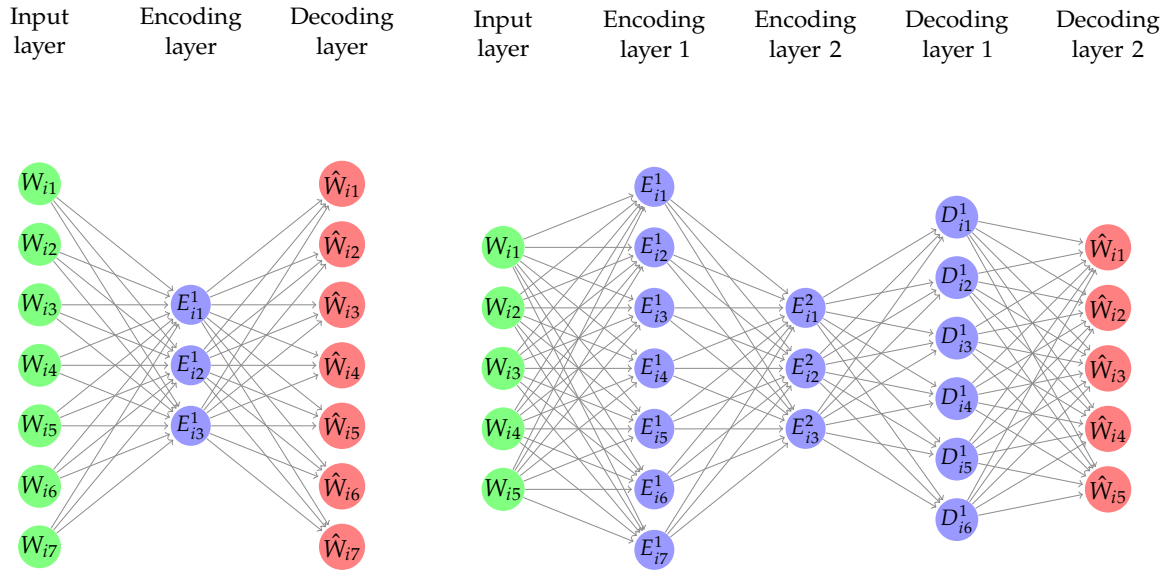 Input layer
Encoding layer
Decoding layer
W_{i1}
W_{i2}
W_{i3}
W_{i4}
W_{i5}
W_{i6}
W_{i7}
E^1_{i1}
E^1_{i2}
E^1_{i3}
Ŵ_{i1}
Ŵ_{i2}
Ŵ_{i3}
Ŵ_{i4}
Ŵ_{i5}
Ŵ_{i6}
Ŵ_{i7}
Input layer
Encoding layer 1
Encoding layer 2
Decoding layer 1
Decoding layer 2
W_{i1}
W_{i2}
W_{i3}
W_{i4}
W_{i5}
E^1_{i1}
E^1_{i2}
E^1_{i3}
E^1_{i4}
E^1_{i5}
E^1_{i6}
E^1_{i7}
E^2_{i1}
E^2_{i2}
E^2_{i3}
D^1_{i1}
D^1_{i2}
D^1_{i3}
D^1_{i4}
D^1_{i5}
D^1_{i6}
Ŵ_{i1}
Ŵ_{i2}
Ŵ_{i3}
Ŵ_{i4}
Ŵ_{i5}